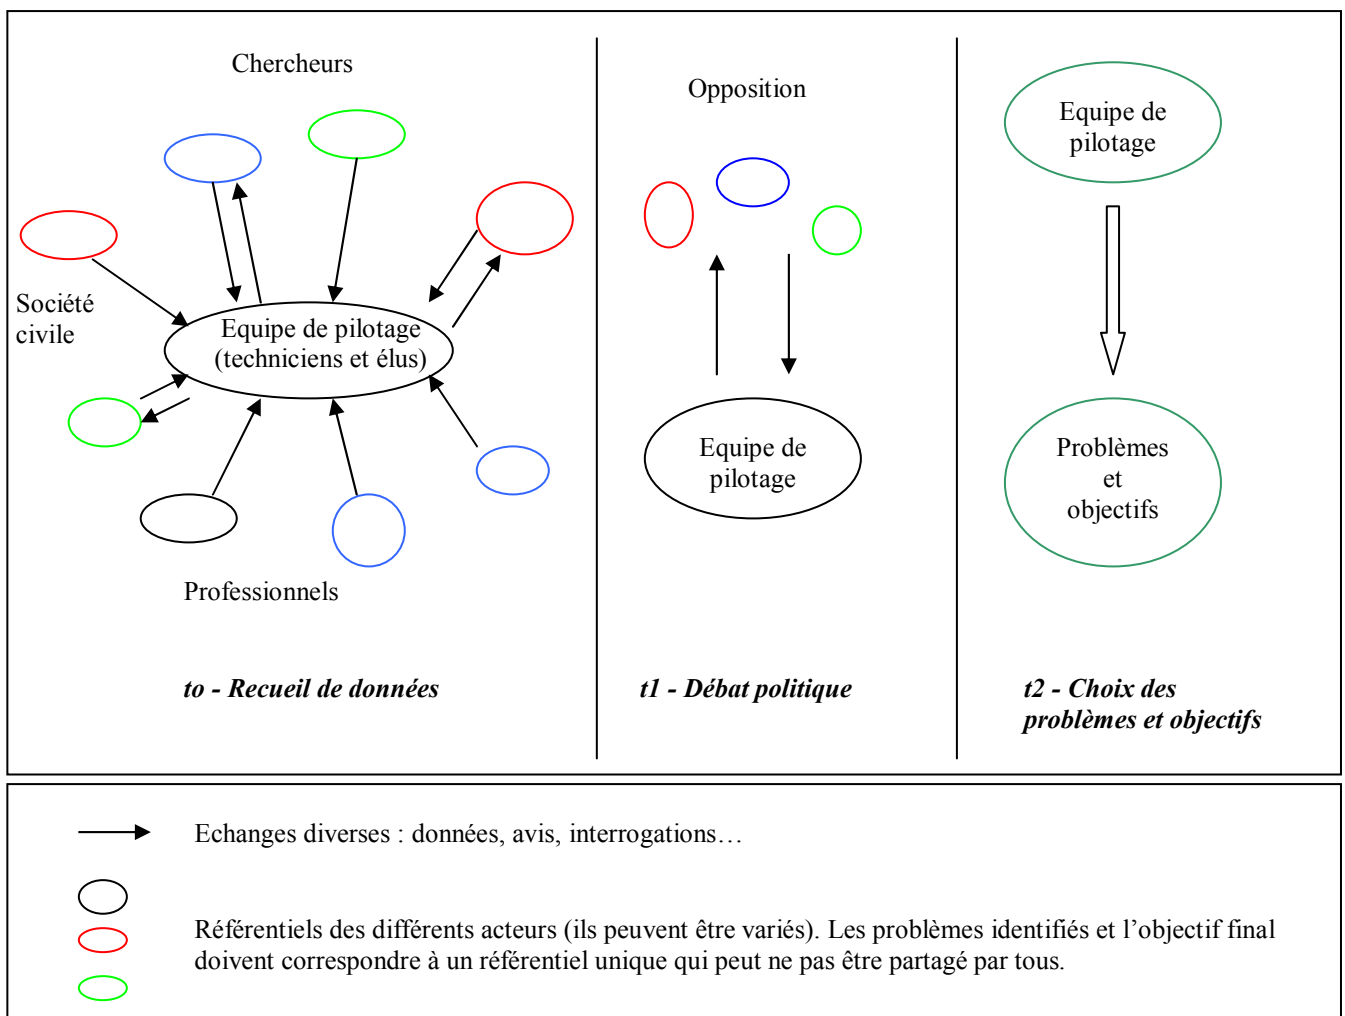 Chercheurs
Société
civile
Equipe de pilotage
(techniciens et élus)
Professionnels
to - Recueil de données
Opposition
Equipe de
pilotage
t1 - Débat politique
Equipe de
pilotage
Problèmes
et
objectifs
t2 - Choix des
problèmes et objectifs
Echanges diverses : données, avis, interrogations…
Référentiels des différents acteurs (ils peuvent être variés). Les problèmes identifiés et l’objectif final
doivent correspondre à un référentiel unique qui peut ne pas être partagé par tous.